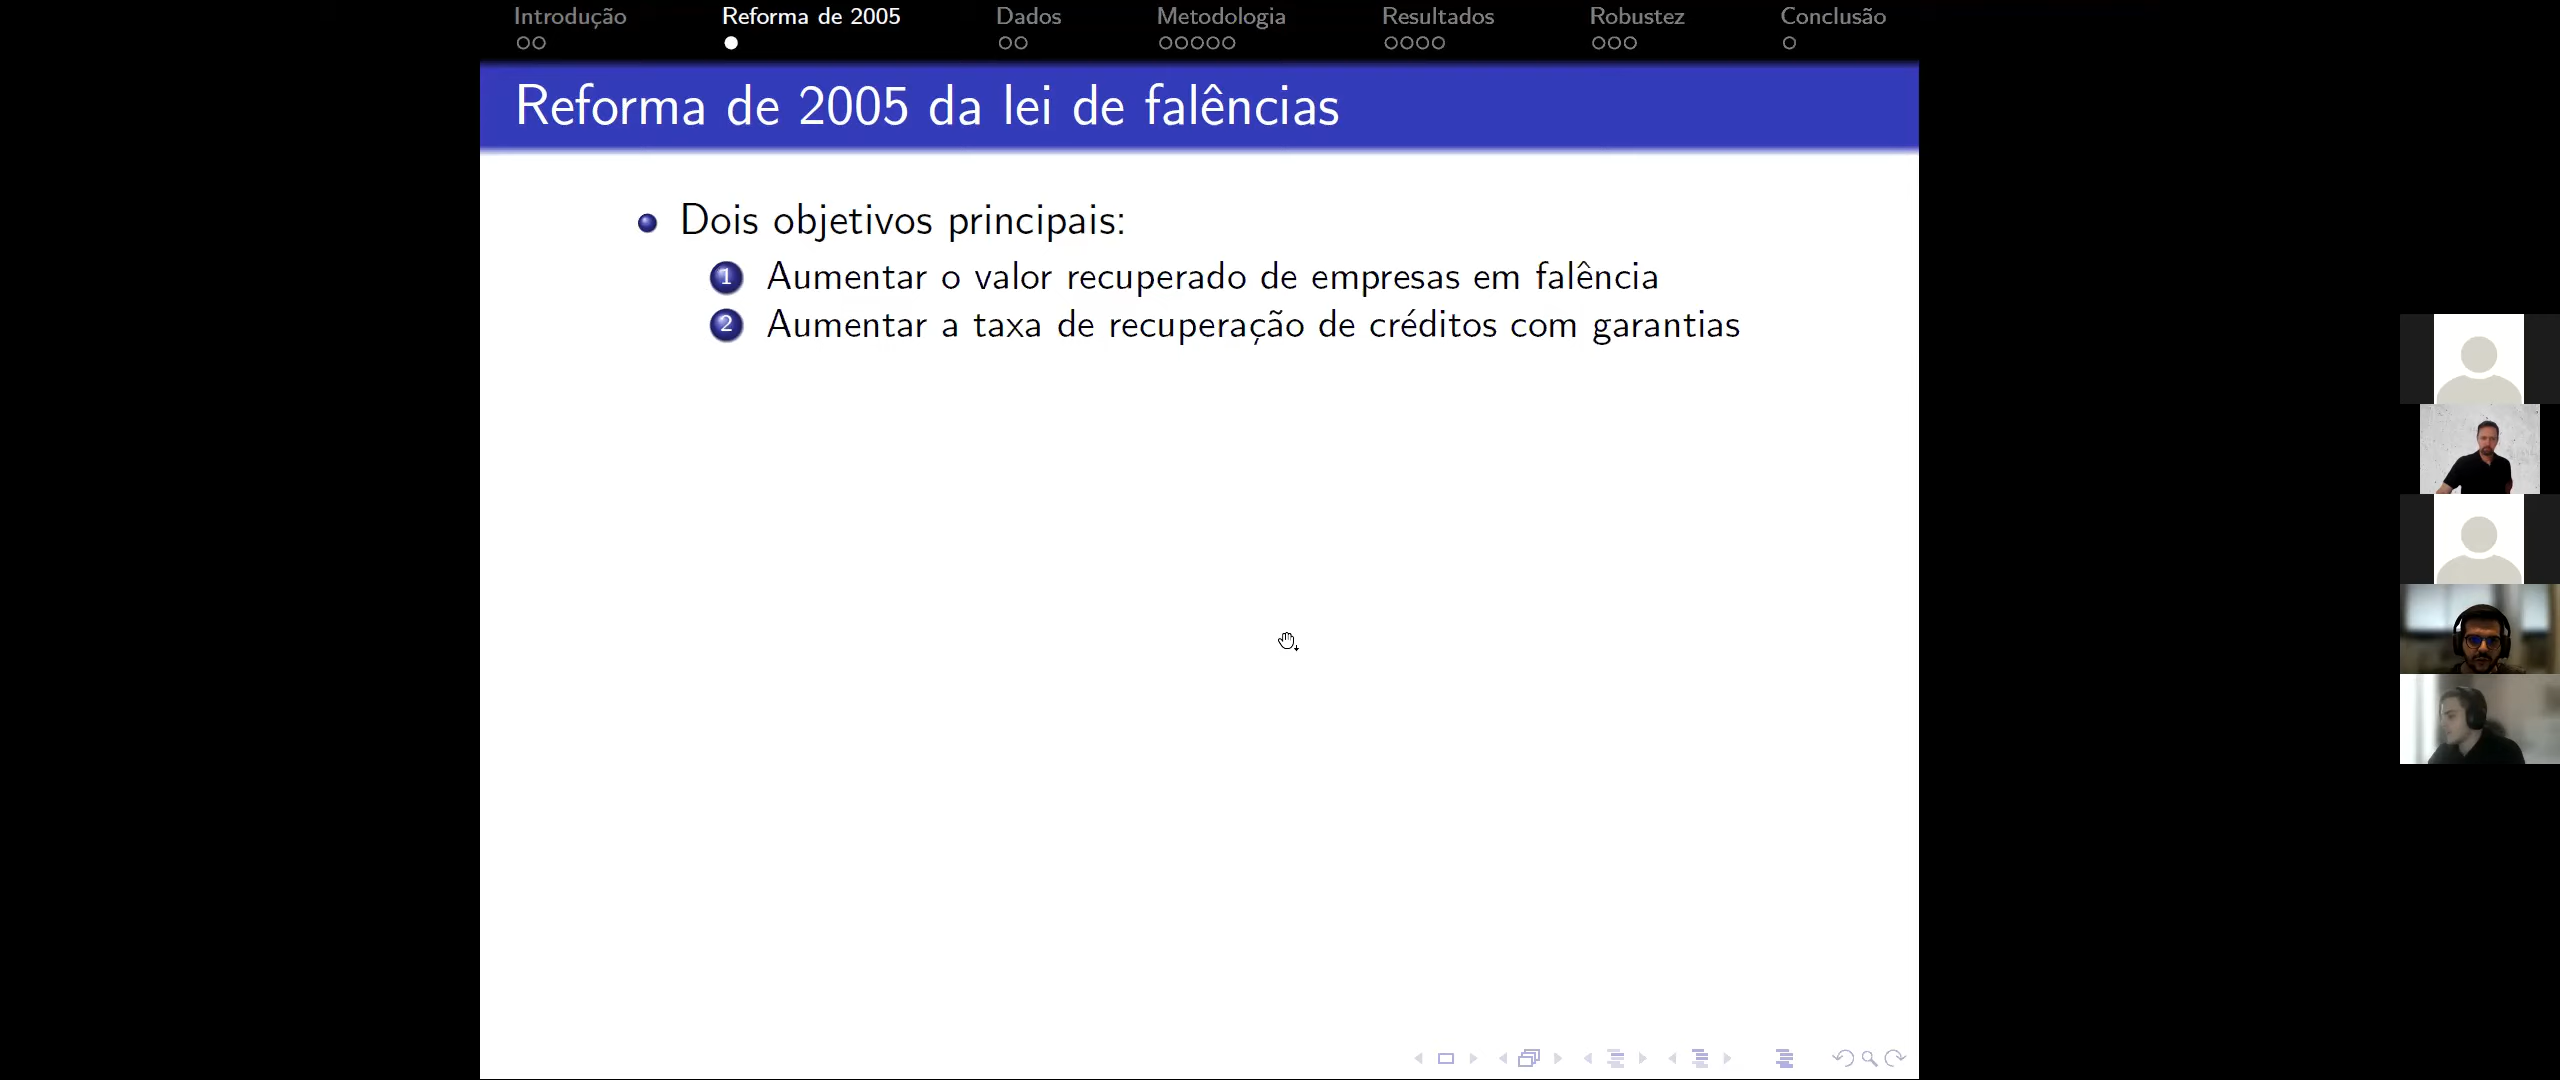 Introdução Reforma de 2005 Dados Metodologia Resultados Robustez Conclusão
Reforma de 2005 da lei de falências
Dois objetivos principais:
1 Aumentar o valor recuperado de empresas em falência
2 Aumentar a taxa de recuperação de créditos com garantias